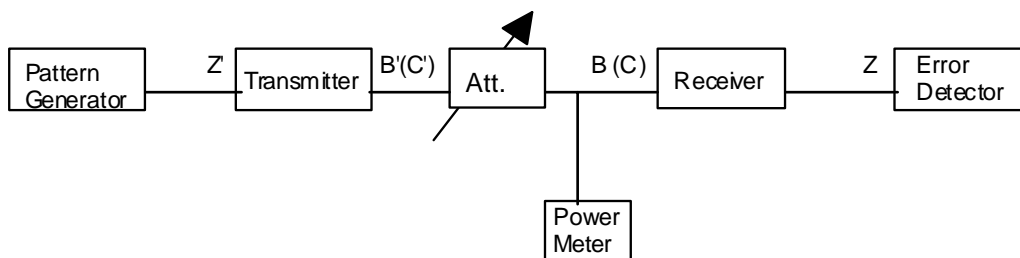 Pattern
Generator
Z'
Transmitter
B'(C')
Att.
B (C)
Receiver
Z
Error
Detector
Power
Meter